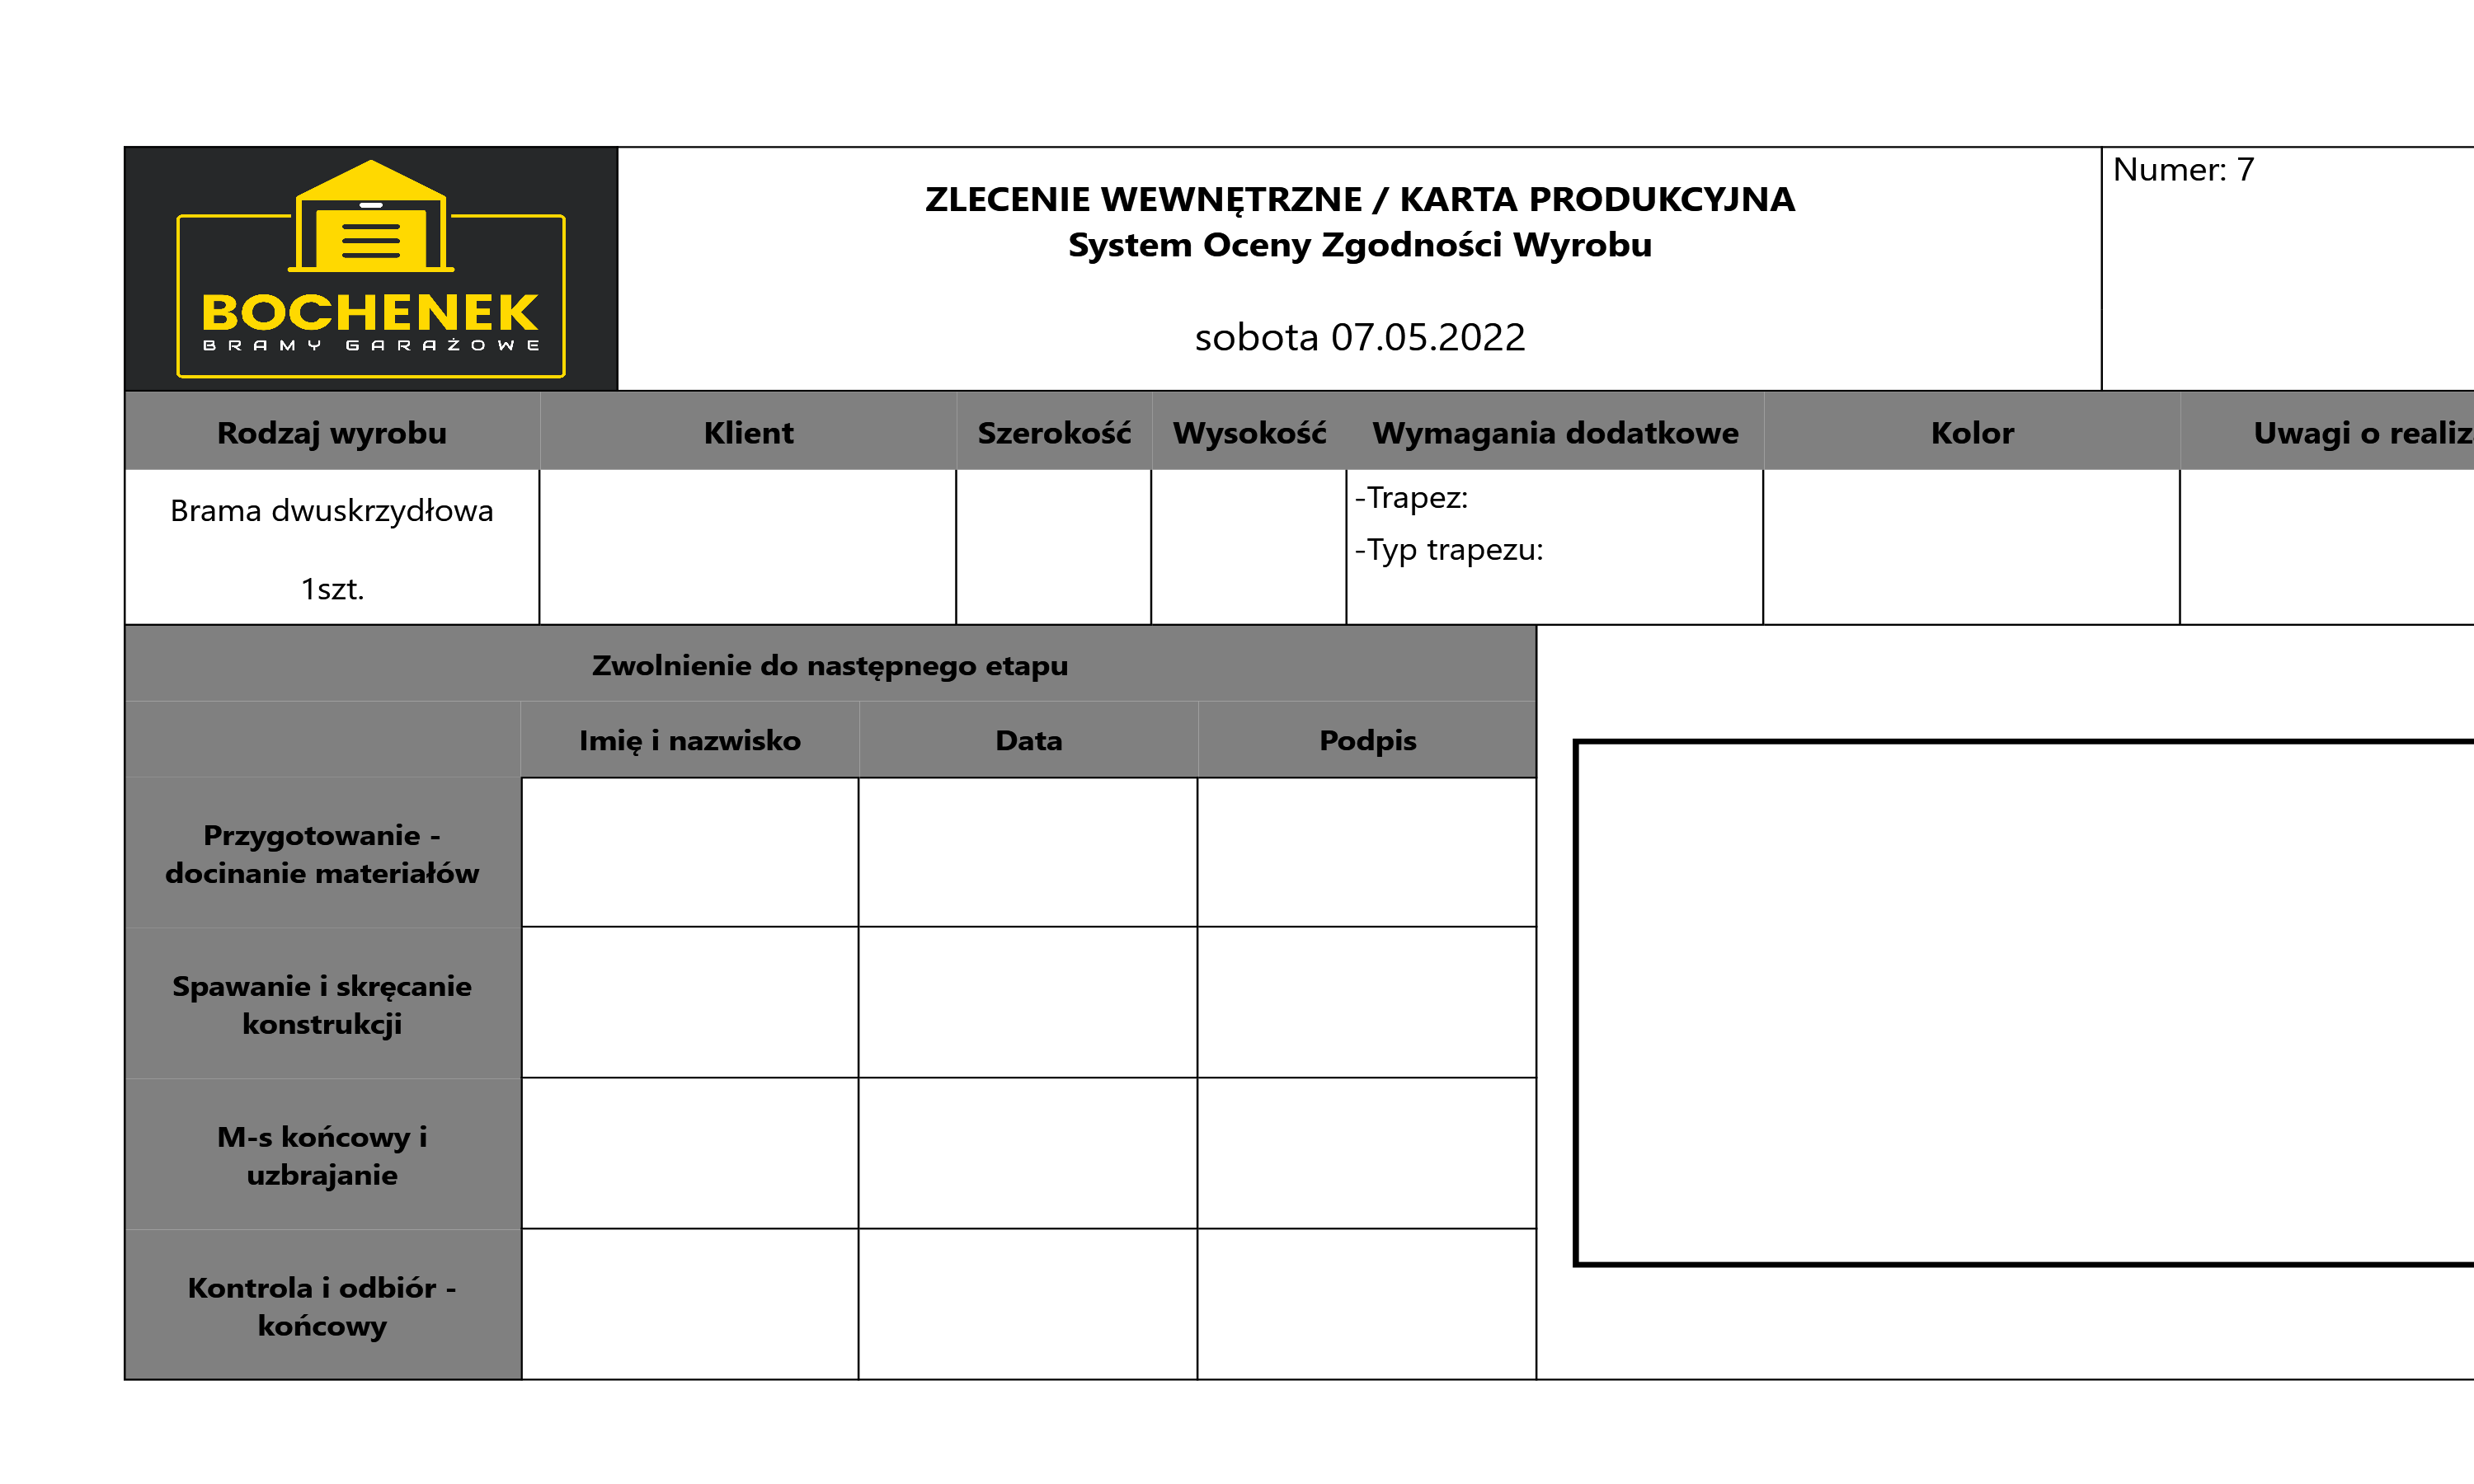 BOCHENEK
BRAMY GARAŻOWE
ZLECENIE WEWNĘTRZNE / KARTA PRODUKCYJNA
System Oceny Zgodności Wyrobu
sobota 07.05.2022
Numer: 7
Rodzaj wyrobu Klient Szerokość Wysokość Wymagania dodatkowe Kolor Uwagi o realiz
Brama dwuskrzydłowa
1szt.
-Trapez:
-Typ trapezu:
Zwolnienie do następnego etapu
Imię i nazwisko Data Podpis
Przygotowanie -
docinanie materiałów
Spawanie i skręcanie
konstrukcji
M-s końcowy i
uzbrajanie
Kontrola i odbiór -
końcowy